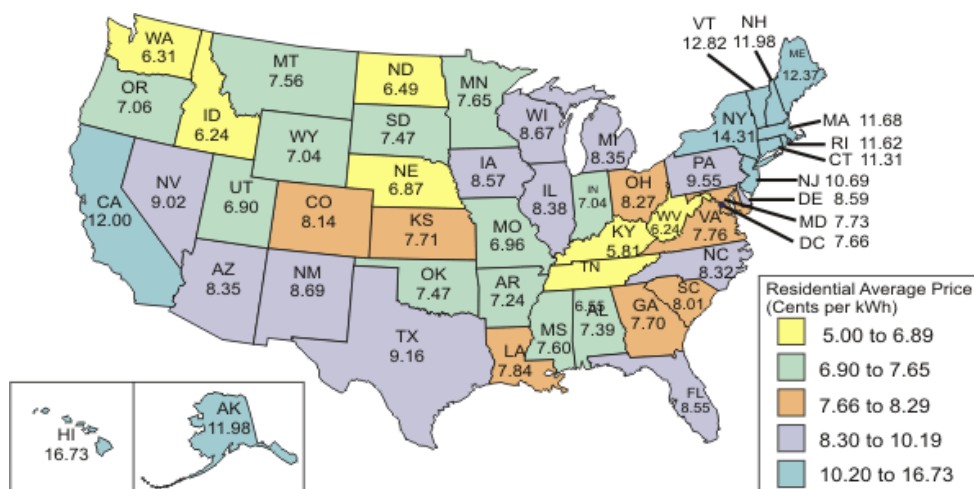 VT
12.82
NH
11.98
WA
6.31
MT
7.56
ND
6.49
MN
7.65
ME
12.37
OR
7.06
ID
6.24
SD
7.47
WI
8.67
MI
8.35
NY
14.31
MA 11.68
RI 11.62
CT 11.31
WY
7.04
NE
6.87
IA
8.57
PA
9.55
NJ 10.69
DE 8.59
MD 7.73
DC 7.66
CA
12.00
NV
9.02
UT
6.90
CO
8.14
KS
7.71
MO
6.96
IL
8.38
IN
7.04
OH
8.27
WV
6.24
VA
7.76
KY
5.81
AZ
8.35
NM
8.69
OK
7.47
AR
7.24
TN
6.55
NC
8.32
SC
8.01
TX
9.16
LA
7.84
MS
7.60
AL
7.39
GA
7.70
FL
8.55
HI
16.73
AK
11.98
Residential Average Price
(Cents per kWh)
5.00 to 6.89
6.90 to 7.65
7.66 to 8.29
8.30 to 10.19
10.20 to 16.73